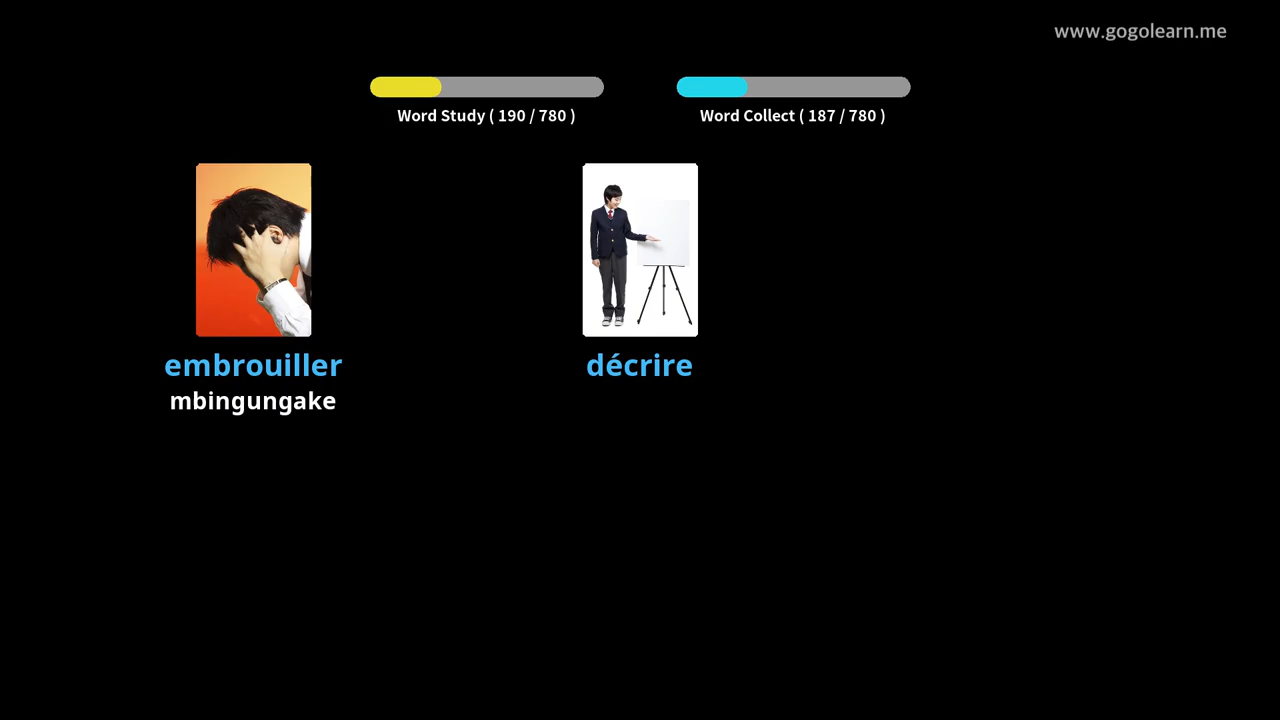 www.gogolearn.me
Word Study ( 190 / 780 )
Word Collect ( 187 / 780 )
embrouiller
mbingungake
décrire